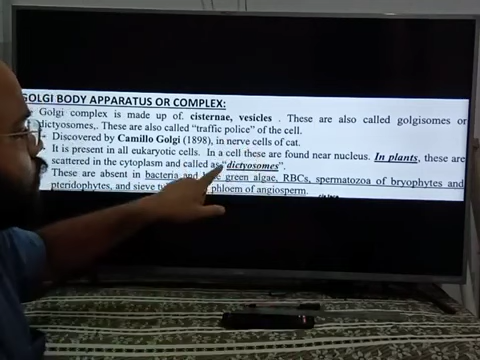 GOLGI BODY APPARATUS OR COMPLEX:
Golgi complex is made up of. cisternae, vesicles . These are also called golgisomes or
dictyosomes,. These are also called "traffic police" of the cell.
Discovered by Camillo Golgi (1898), in nerve cells of cat.
It is present in all eukaryotic cells. In a cell these are found near nucleus. In plants, these are
scattered in the cytoplasm and called as "dictyosomes".
These are absent in bacteria and green algae, RBCs, spermatozoa of bryophytes and
pteridophytes, and sieve phloem of angiosperm.